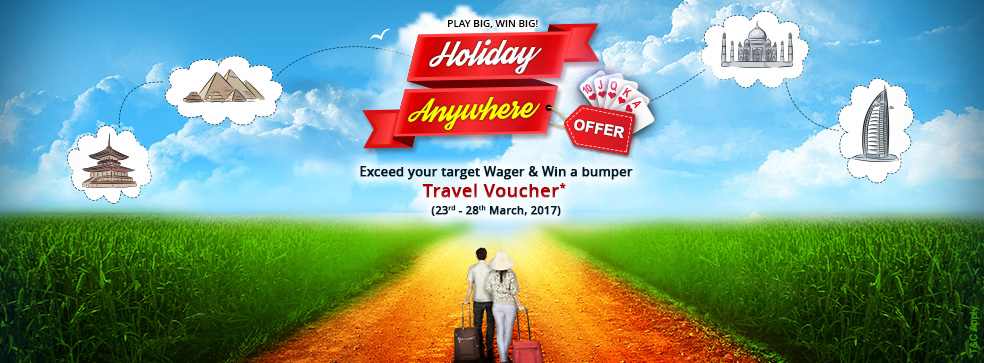 PLAY BIG, WIN BIG!
Holiday
Anywhere
10 J Q K A
OFFER
Exceed your target Wager & Win a bumper
Travel Voucher*
(23rd - 28th March, 2017)
T&C Apply